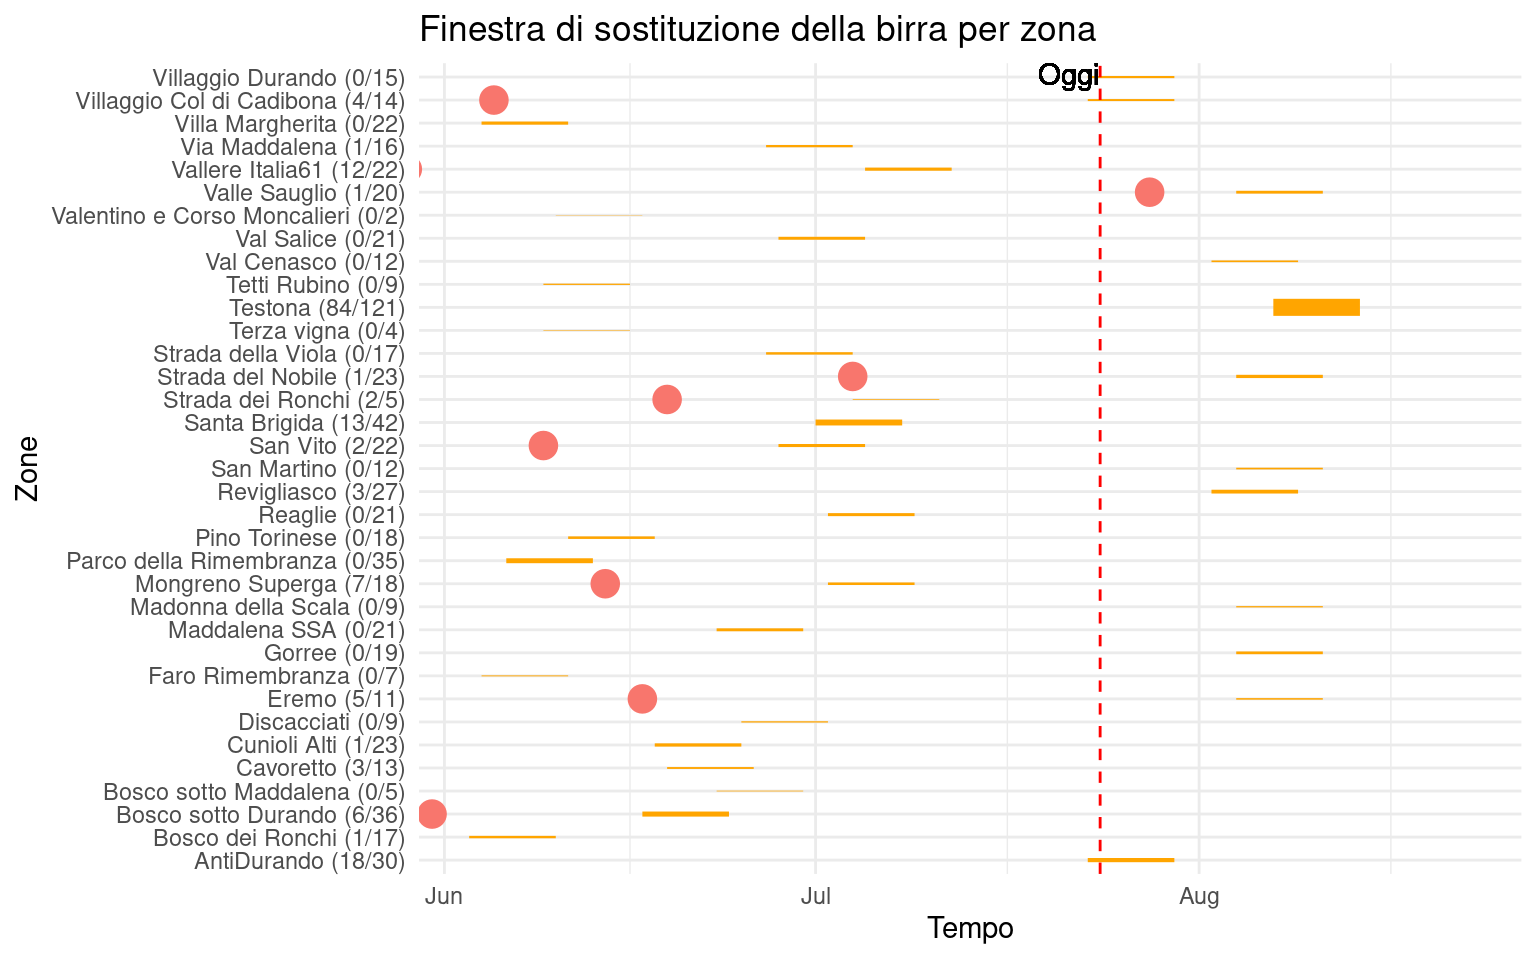 Finestra di sostituzione della birra per zona
Oggi
Villaggio Durando (0/15)
Villaggio Col di Cadibona (4/14)
Villa Margherita (0/22)
Via Maddalena (1/16)
Vallere Italia61 (12/22)
Valle Sauglio (1/20)
Valentino e Corso Moncalieri (0/2)
Val Salice (0/21)
Val Cenasco (0/12)
Tetti Rubino (0/9)
Testona (84/121)
Terza vigna (0/4)
Strada della Viola (0/17)
Strada del Nobile (1/23)
Strada dei Ronchi (2/5)
Santa Brigida (13/42)
San Vito (2/22)
San Martino (0/12)
Revigliasco (3/27)
Reaglie (0/21)
Pino Torinese (0/18)
Parco della Rimembranza (0/35)
Mongreno Superga (7/18)
Madonna della Scala (0/9)
Maddalena SSA (0/21)
Gorree (0/19)
Faro Rimembranza (0/7)
Eremo (5/11)
Discacciati (0/9)
Cunioli Alti (1/23)
Cavoretto (3/13)
Bosco sotto Maddalena (0/5)
Bosco sotto Durando (6/36)
Bosco dei Ronchi (1/17)
AntiDurando (18/30)
Zone
Jun Jul Aug
Tempo